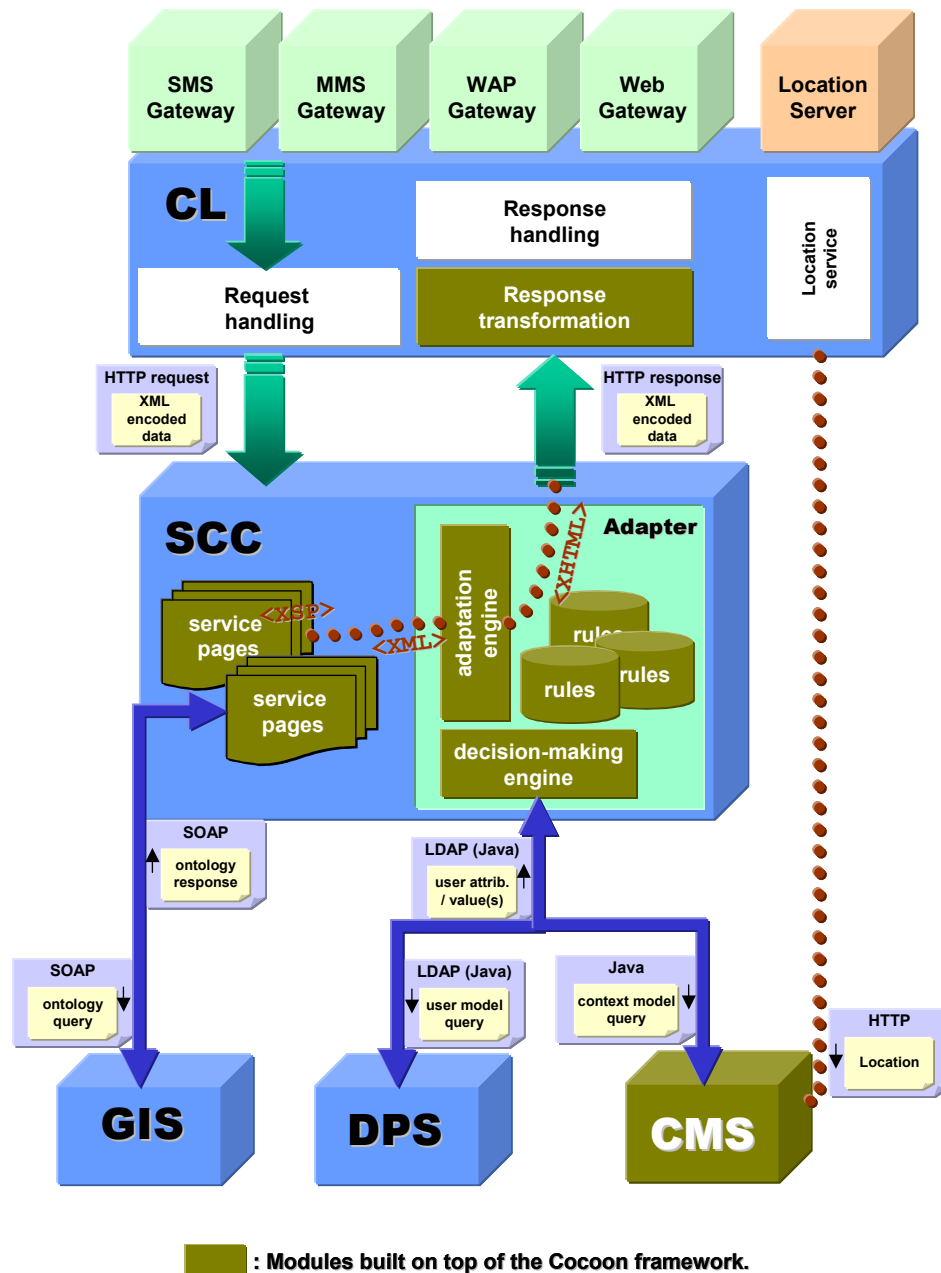 SMS
Gateway
MMS
Gateway
WAP
Gateway
Web
Gateway
Location
Server
CL
Response
handling
Location
service
Request
handling
Response
transformation
HTTP request
XML
encoded
data
HTTP response
XML
encoded
data
SCC
Adapter
<XHTML>
<XSP>
<XML>
service
pages
service
pages
adaptation
engine
rules
rules
rules
decision-making
engine
SOAP
ontology
response
LDAP (Java)
user attrib.
/ value(s)
SOAP
ontology
query
LDAP (Java)
user model
query
Java
context model
query
HTTP
Location
GIS
DPS
CMS
: Modules built on top of the Cocoon framework.